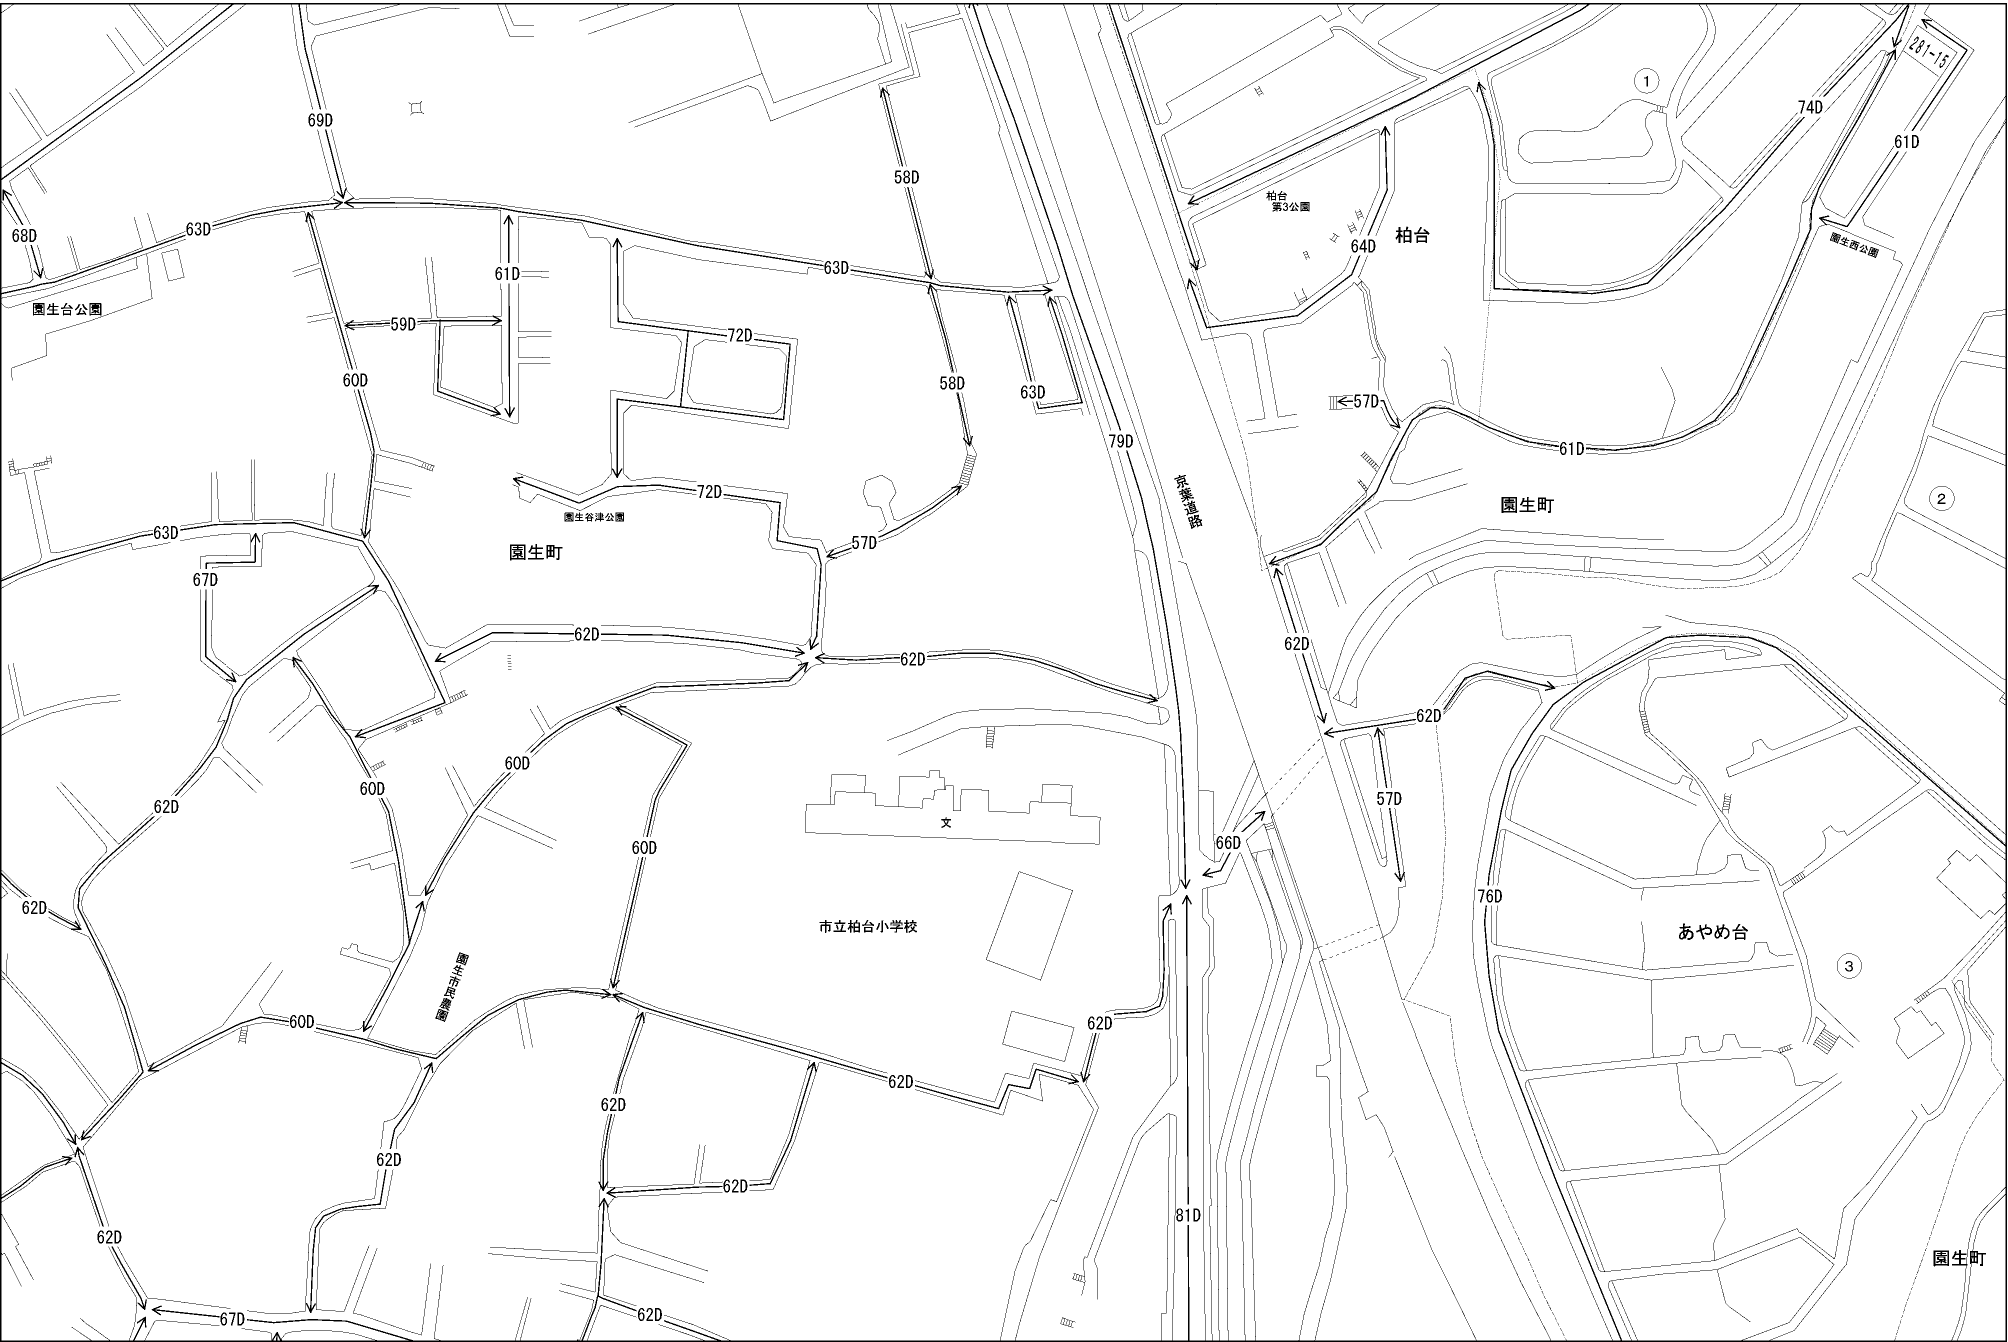 281-15
①
69D
74D
61D
58D
柏台
第3公園
68D
63D
柏台
64D
園生西公園
61D
63D
園生台公園
59D
72D
60D
58D
63D
57D
79D
61D
72D
京葉道路
②
園生町
園生谷津公園
63D
57D
園生町
67D
62D
62D
62D
62D
60D
60D
57D
62D
文
66D
60D
62D
76D
市立柏台小学校
あやめ台
③
園生市民農園
60D
62D
62D
62D
62D
62D
81D
62D
園生町
67D
62D